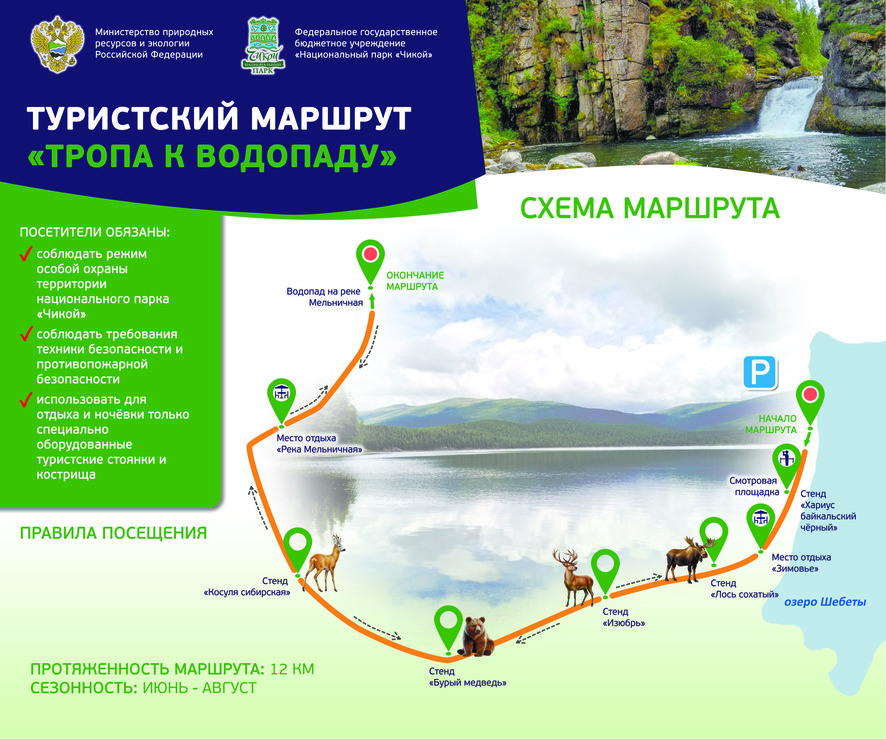 Министерство природных
ресурсов и экологии
Российской Федерации
ЧИКОЙ
НАЦИОНАЛЬНЫЙ
ПАРК
Федеральное государственное
бюджетное учреждение
«Национальный парк «Чикой»
ТУРИСТСКИЙ МАРШРУТ
«ТРОПА К ВОДОПАДУ»
СХЕМА МАРШРУТА
ПОСЕТИТЕЛИ ОБЯЗАНЫ:
соблюдать режим
особой охраны
территории
национального парка
«Чикой»
соблюдать требования
техники безопасности и
противопожарной
безопасности
использовать для
отдыха и ночёвки только
специально
оборудованные
туристские стоянки и
кострища
ПРАВИЛА ПОСЕЩЕНИЯ
ОКОНЧАНИЕ
МАРШРУТА
Водопад на реке
Мельничная
Место отдыха
«Река Мельничная»
P
НАЧАЛО
МАРШРУТА
Смотровая
площадка
Стенд
«Хариус
байкальский
чёрный»
Место отдыха
«Зимовье»
Стенд
«Лось сохатый»
озеро Шебеты
Стенд
«Изюбрь»
Стенд
«Косуля сибирская»
Стенд
«Бурый медведь»
ПРОТЯЖЕННОСТЬ МАРШРУТА: 12 КМ
СЕЗОННОСТЬ: ИЮНЬ - АВГУСТ